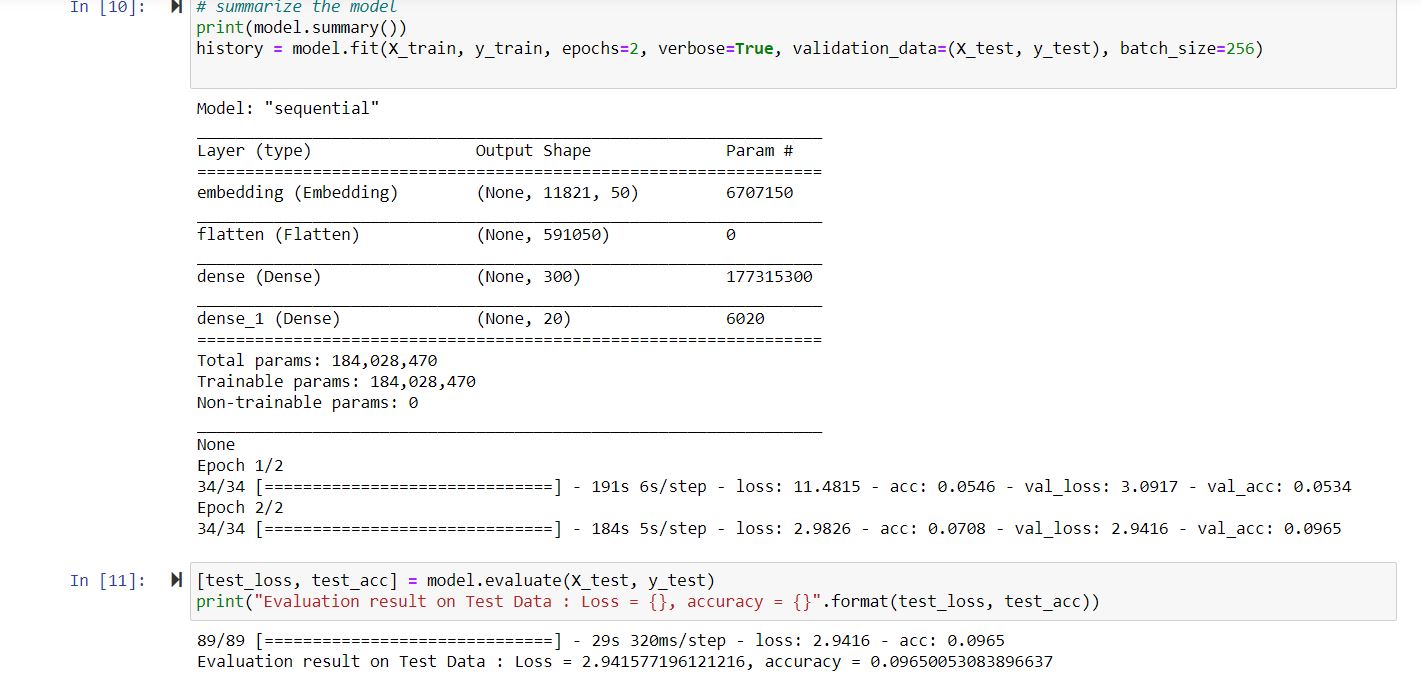 In [10]: # summarize the model
print(model.summary())
history = model.fit(X_train, y_train, epochs=2, verbose=True, validation_data=(X_test, y_test), batch_size=256)
Model: "sequential"
_________________________________________________________________
Layer (type)                 Output Shape              Param #
=================================================================
embedding (Embedding)        (None, 11821, 50)         6707150
_________________________________________________________________
flatten (Flatten)            (None, 591050)            0
_________________________________________________________________
dense (Dense)                (None, 300)               177315300
_________________________________________________________________
dense_1 (Dense)              (None, 20)                6020
=================================================================
Total params: 184,028,470
Trainable params: 184,028,470
Non-trainable params: 0
_________________________________________________________________
None
Epoch 1/2
34/34 [==============================] - 191s 6s/step - loss: 11.4815 - acc: 0.0546 - val_loss: 3.0917 - val_acc: 0.0534
Epoch 2/2
34/34 [==============================] - 184s 5s/step - loss: 2.9826 - acc: 0.0708 - val_loss: 2.9416 - val_acc: 0.0965
In [11]: [test_loss, test_acc] = model.evaluate(X_test, y_test)
print("Evaluation result on Test Data : Loss = {}, accuracy = {}".format(test_loss, test_acc))
89/89 [==============================] - 29s 320ms/step - loss: 2.9416 - acc: 0.0965
Evaluation result on Test Data : Loss = 2.941577196121216, accuracy = 0.09650053083896637